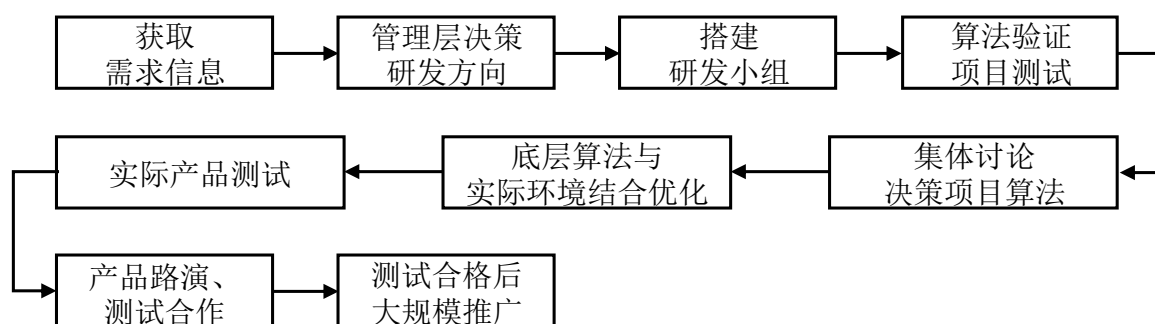 获取
需求信息
管理层决策
研发方向
搭建
研发小组
算法验证
项目测试
集体讨论
决策项目算法
底层算法与
实际环境结合优化
实际产品测试
产品路演、
测试合作
测试合格后
大规模推广